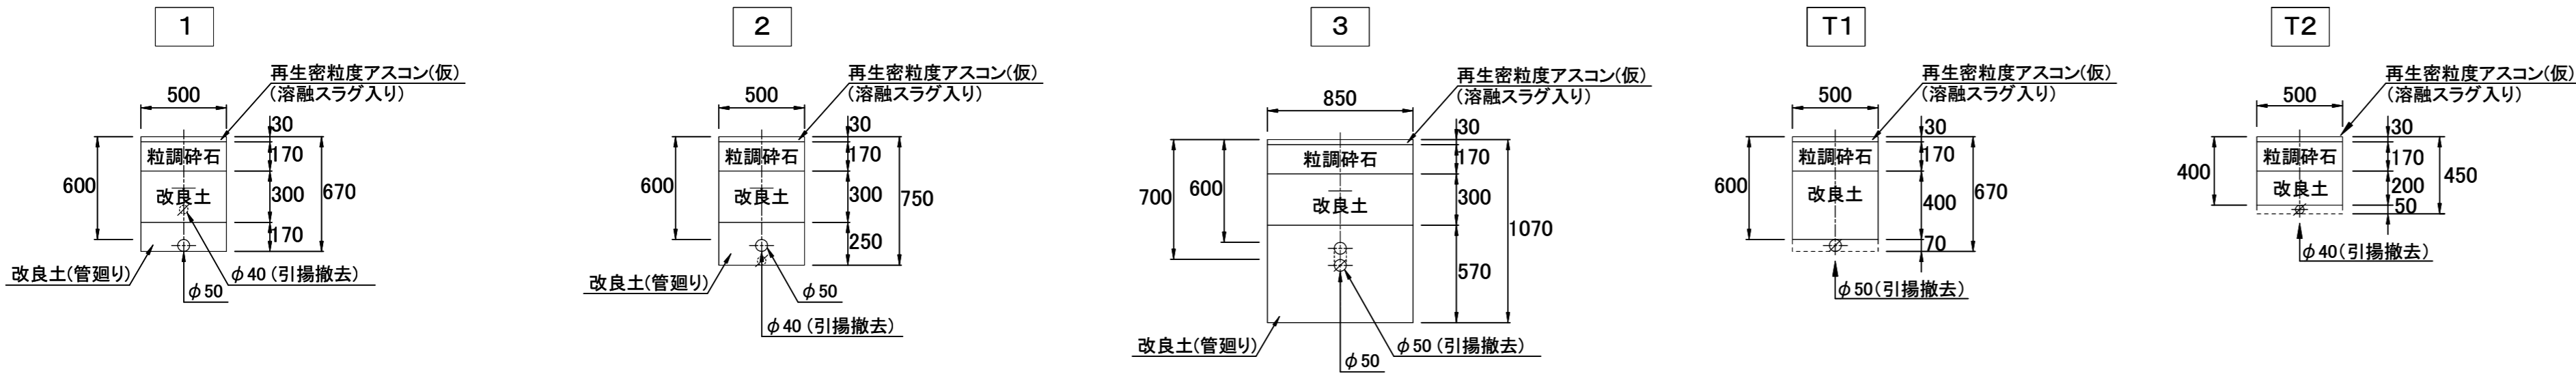 1
再生密粒度アスコン(仮)
(溶融スラグ入り)
500
30
粒調砕石
170
600
改良土
300
670
170
改良土(管廻り)
φ40 (引揚撤去)
φ50
2
再生密粒度アスコン(仮)
(溶融スラグ入り)
500
30
粒調砕石
170
600
改良土
300
750
250
改良土(管廻り)
φ50
φ40 (引揚撤去)
3
再生密粒度アスコン(仮)
(溶融スラグ入り)
850
30
粒調砕石
170
700
600
改良土
300
1070
570
改良土(管廻り)
φ50 (引揚撤去)
φ50
T1
再生密粒度アスコン(仮)
(溶融スラグ入り)
500
30
粒調砕石
170
600
改良土
400
670
70
φ50(引揚撤去)
T2
再生密粒度アスコン(仮)
(溶融スラグ入り)
500
30
粒調砕石
170
400
改良土
200
450
50
φ40(引揚撤去)